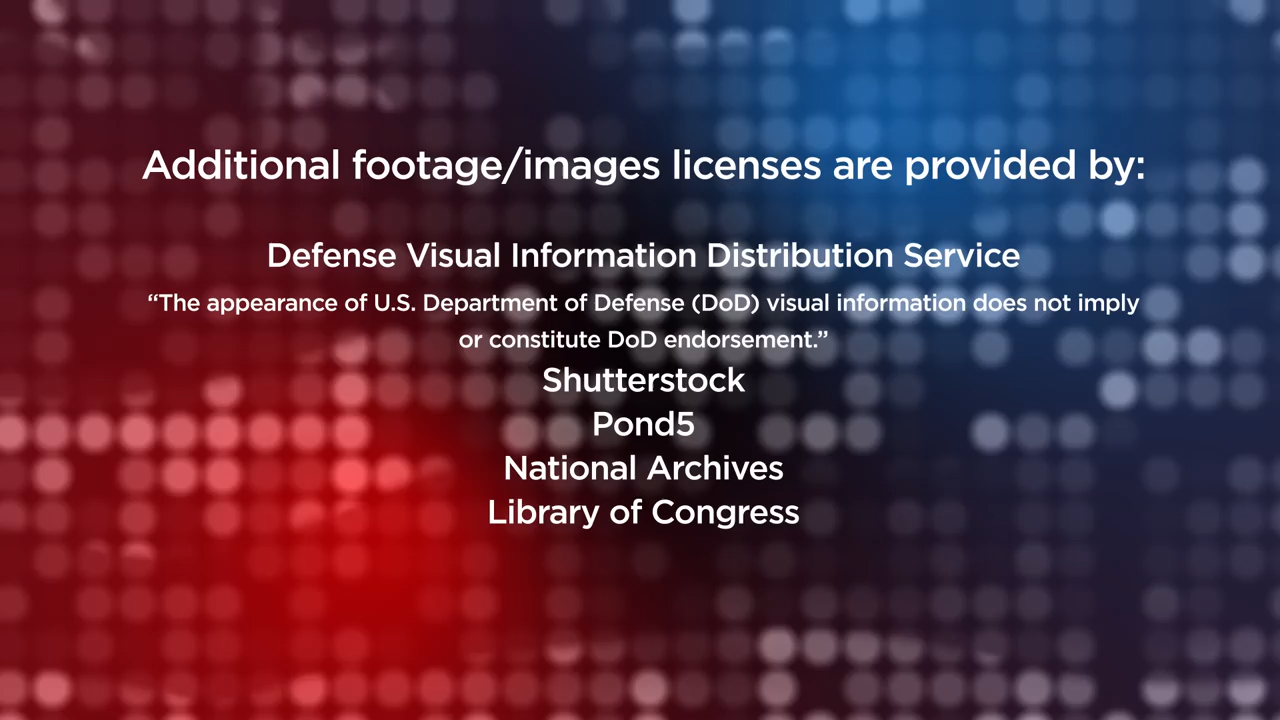 Additional footage/images licenses are provided by:
Defense Visual Information Distribution Service
“The appearance of U.S. Department of Defense (DoD) visual information does not imply
or constitute DoD endorsement.”
Shutterstock
Pond5
National Archives
Library of Congress